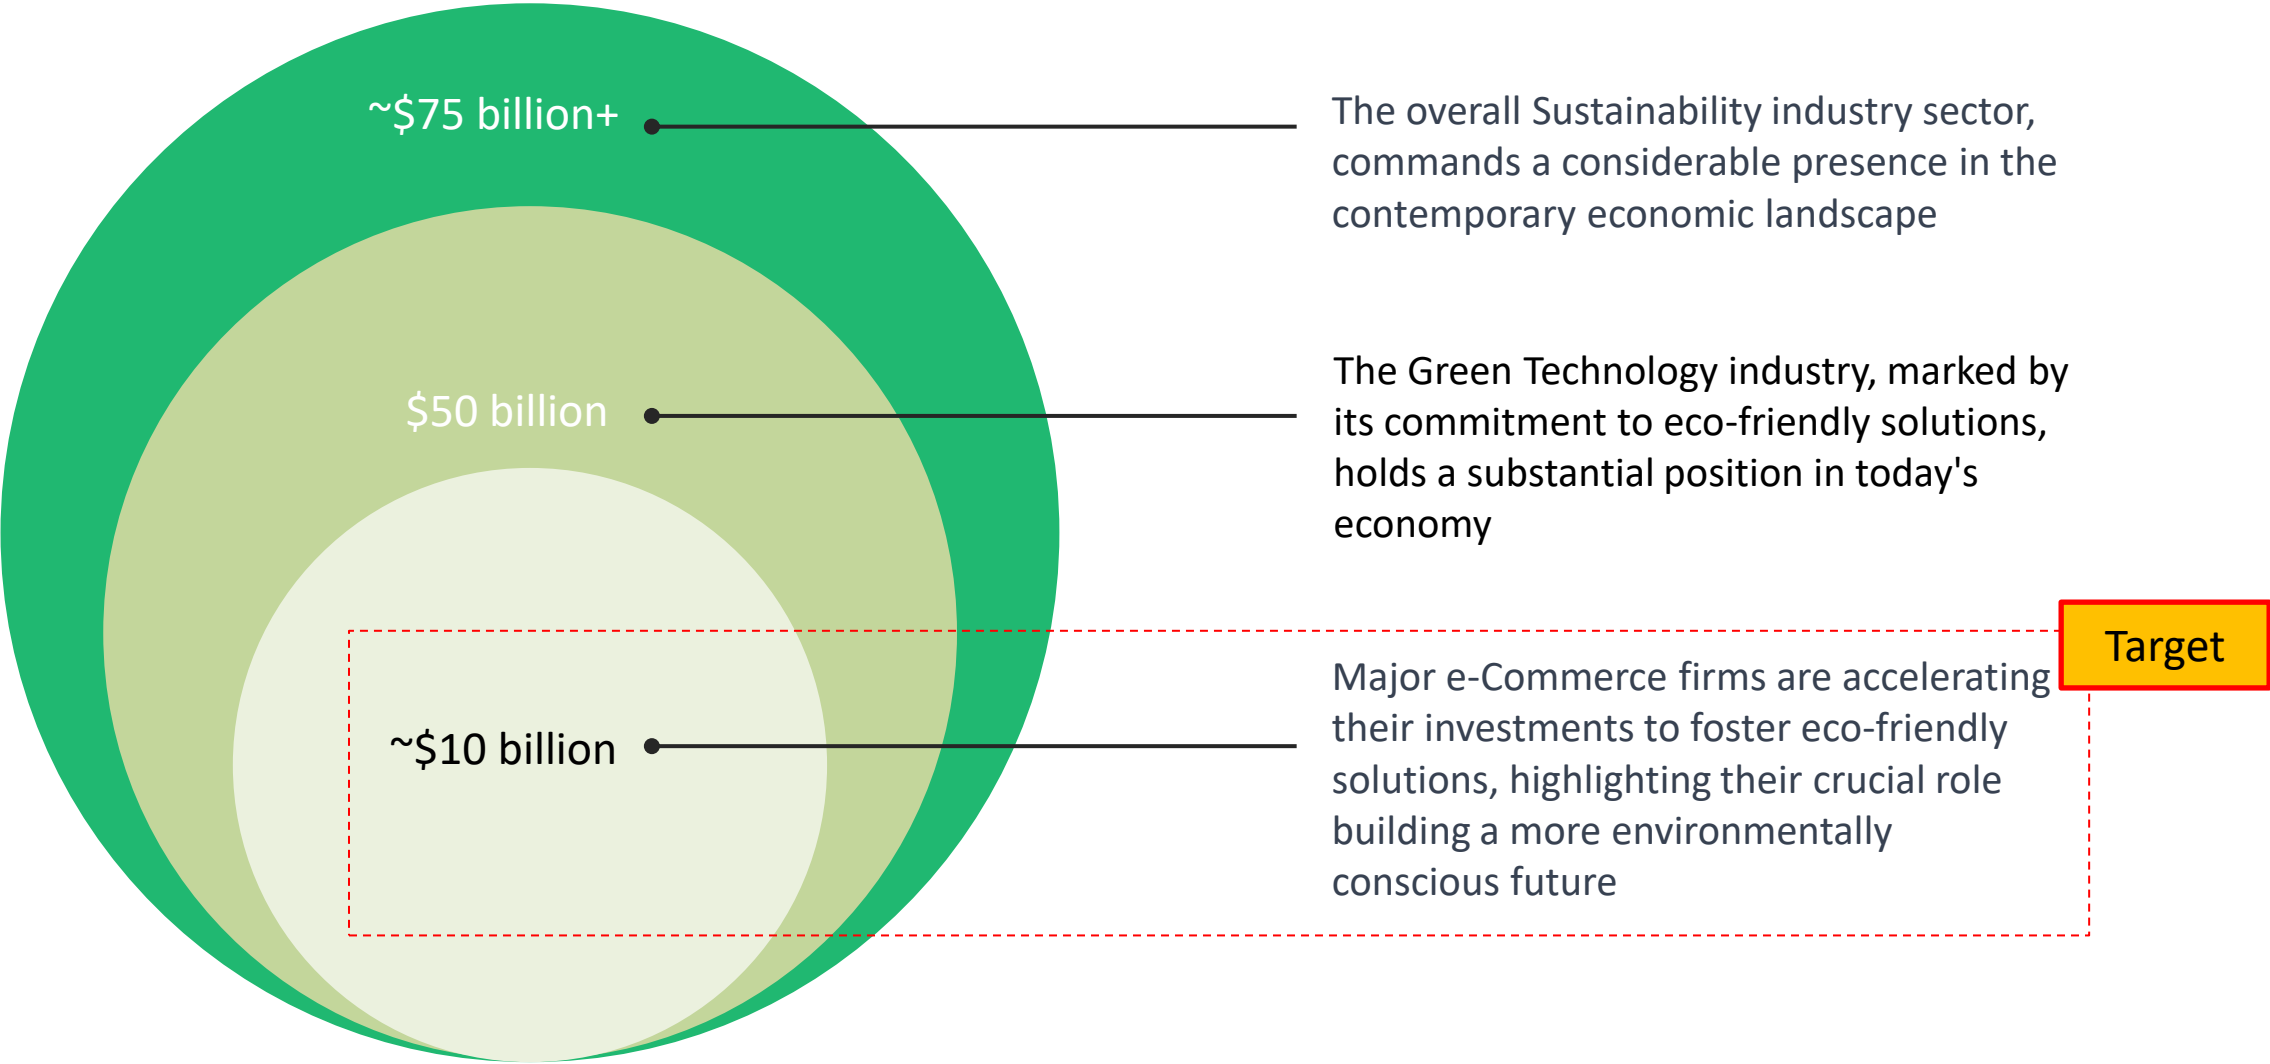 ~$75 billion+
The overall Sustainability industry sector,
commands a considerable presence in the
contemporary economic landscape
$50 billion
The Green Technology industry, marked by
its commitment to eco-friendly solutions,
holds a substantial position in today's
economy
Target
~$10 billion
Major e-Commerce firms are accelerating
their investments to foster eco-friendly
solutions, highlighting their crucial role
building a more environmentally
conscious future